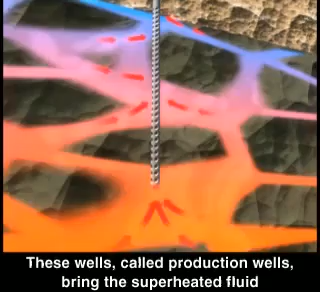 These wells, called production wells,
bring the superheated fluid